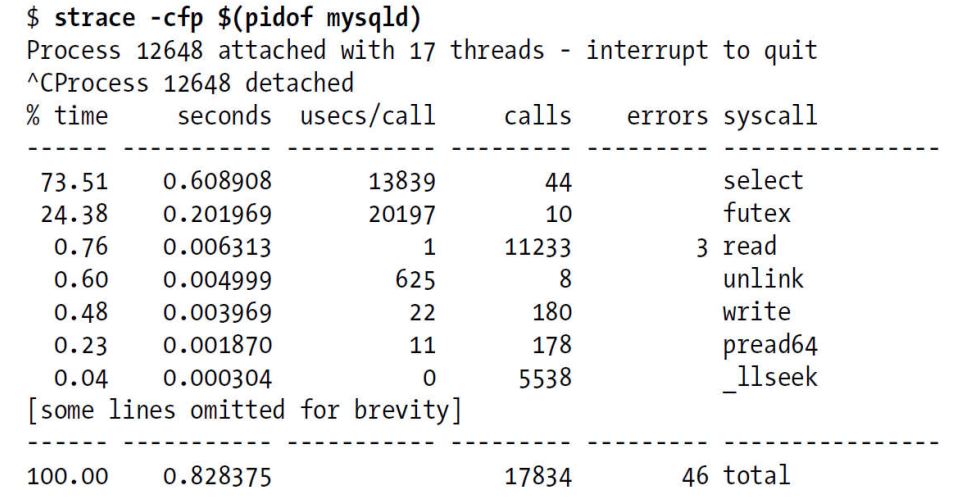 $ strace -cfp $(pidof mysqld)
Process 12648 attached with 17 threads - interrupt to quit
^CProcess 12648 detached
% time     seconds  usecs/call     calls    errors syscall
------ ----------- ----------- --------- --------- ----------------
 73.51    0.608908       13839        44           select
 24.38    0.201969       20197        10           futex
  0.76    0.006313           1     11233         3 read
  0.60    0.004999         625         8           unlink
  0.48    0.003969          22       180           write
  0.23    0.001870          11       178           pread64
  0.04    0.000304           0      5538           _llseek
[some lines omitted for brevity]
------ ----------- ----------- --------- --------- ----------------
100.00    0.828375                 17834        46 total